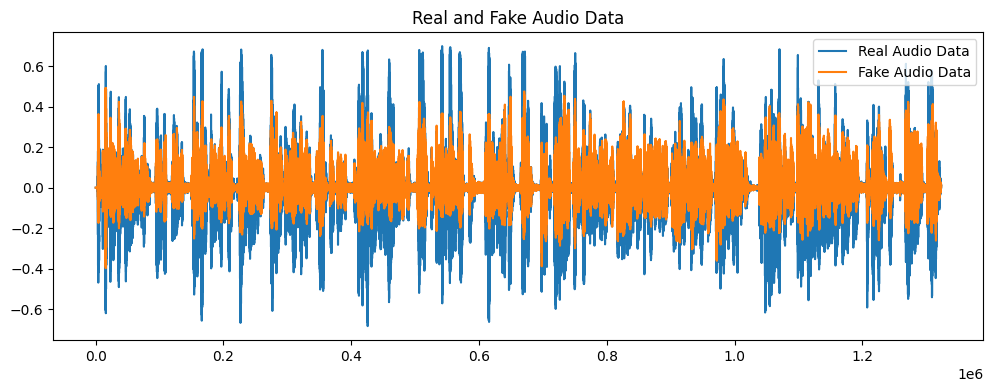 Real and Fake Audio Data
Real Audio Data
Fake Audio Data
0.6
0.4
0.2
0.0
−0.2
−0.4
−0.6
0.0 0.2 0.4 0.6 0.8 1.0 1.2
1e6